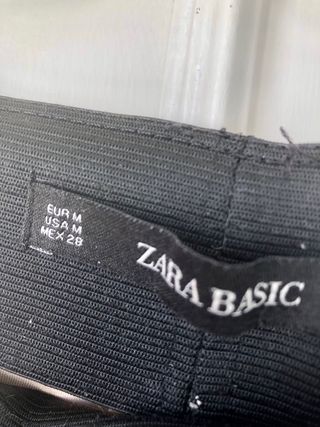 EUR M
USA M
MEX 28
ZARA BASIC